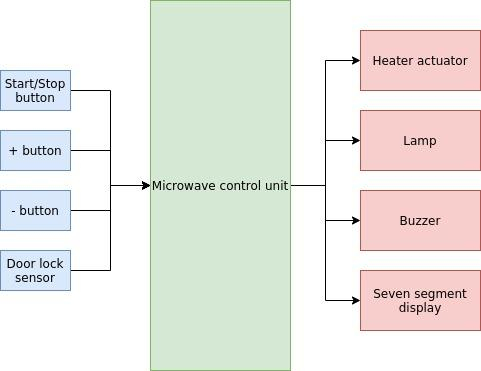 Start/Stop
button
+ button
- button
Door lock
sensor
Microwave control unit
Heater actuator
Lamp
Buzzer
Seven segment
display